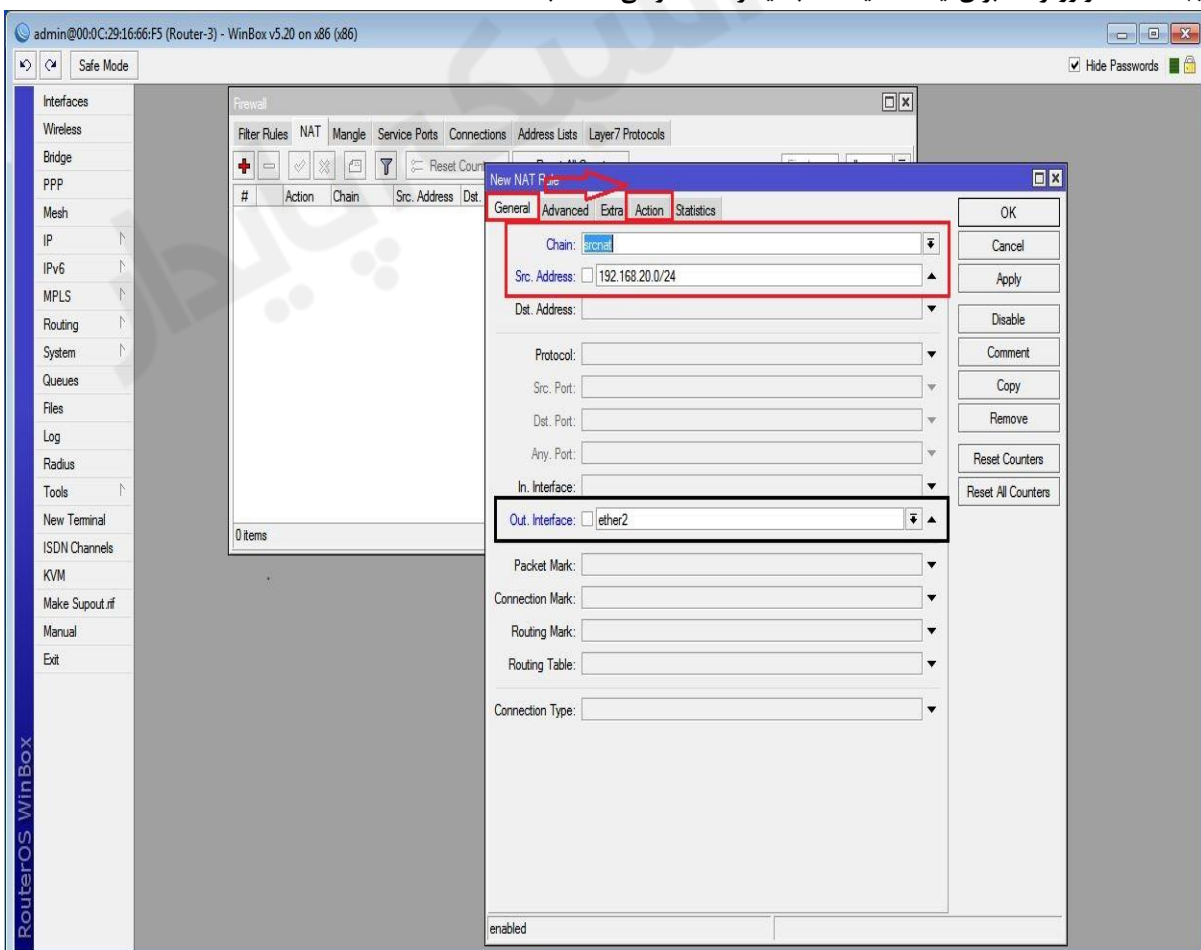 admin@00:0C:29:16:66:F5 (Router-3) - WinBox v5.20 on x86 (x86)
Safe Mode
Hide Passwords
Interfaces
Wireless
Bridge
PPP
Mesh
IP
IPv6
MPLS
Routing
System
Queues
Files
Log
Radius
Tools
New Terminal
ISDN Channels
KVM
Make Supout.rif
Manual
Exit
RouterOS WinBox
Firewall
Filter Rules NAT Mangle Service Ports Connections Address Lists Layer7 Protocols
Reset
# Action Chain Src. Address Dst.
0 items
New NAT Rule
General Advanced Extra Action Statistics
Chain: srcnat
Src. Address: 192.168.20.0/24
Dst. Address:
Protocol:
Src. Port:
Dst. Port:
Any. Port:
In. Interface:
Out. Interface: ether2
Packet Mark:
Connection Mark:
Routing Mark:
Routing Table:
Connection Type:
enabled
OK
Cancel
Apply
Disable
Comment
Copy
Remove
Reset Counters
Reset All Counters